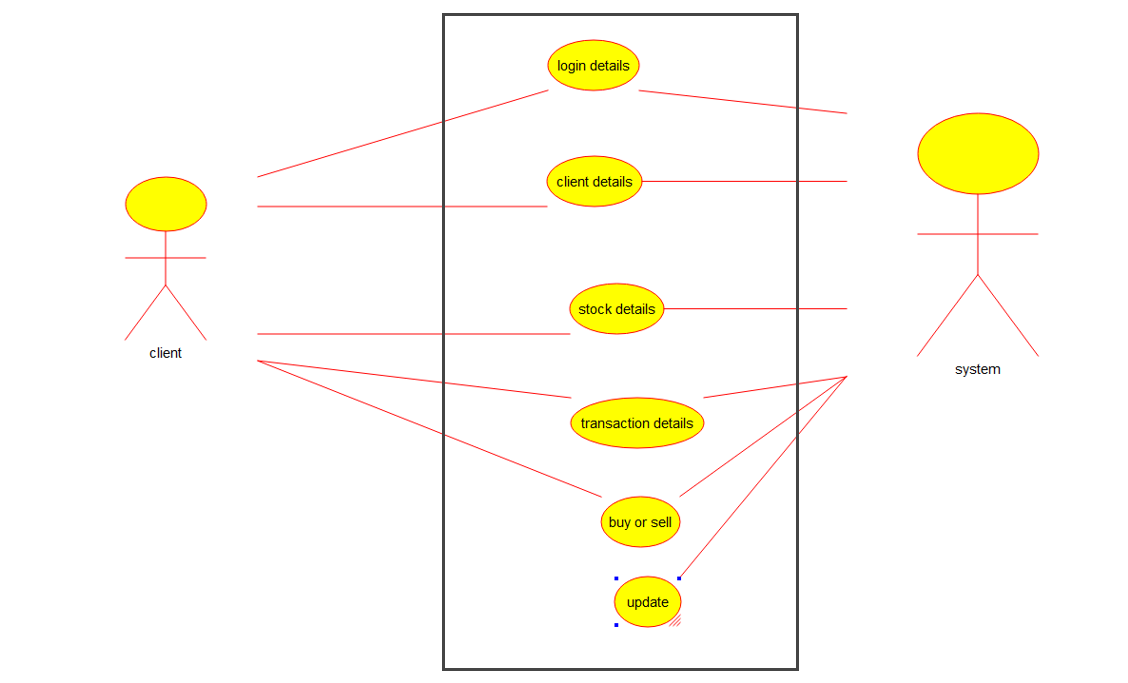 login details
client details
stock details
client
system
transaction details
buy or sell
update